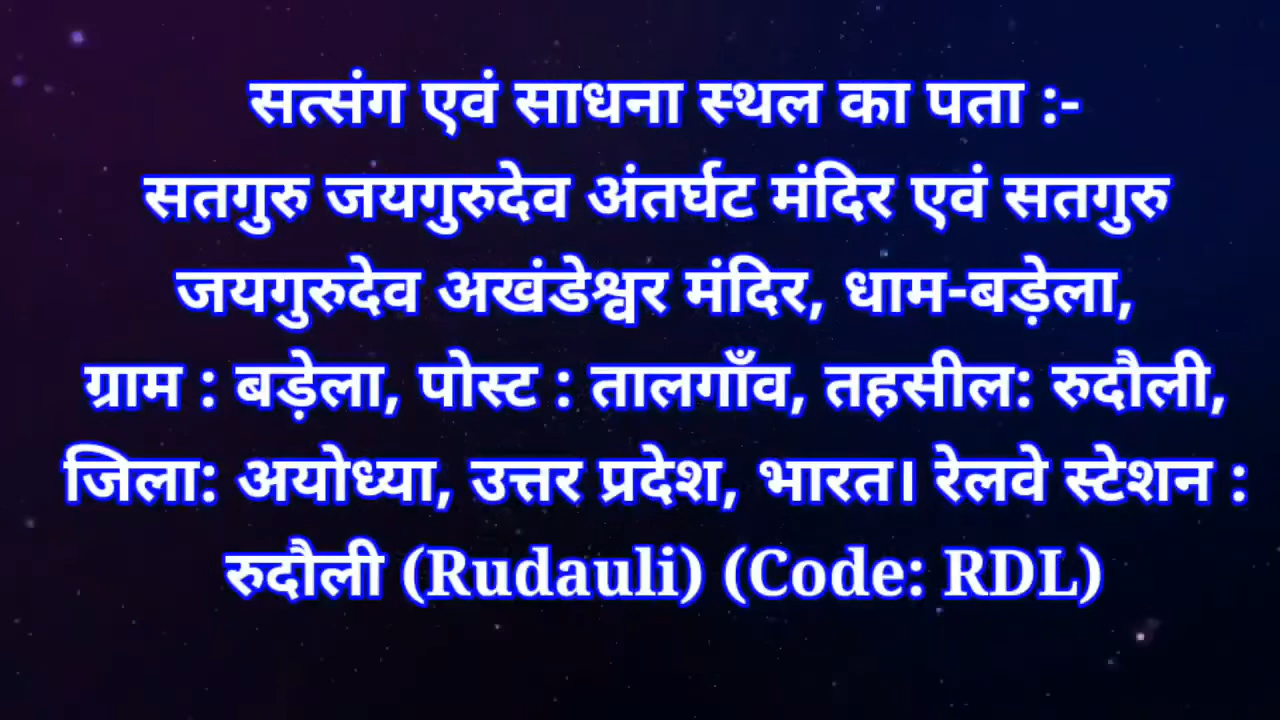 सत्संग एवं साधना स्थल का पता :-
सतगुरु जयगुरुदेव अंतर्घट मंदिर एवं सतगुरु
जयगुरुदेव अखंडेश्वर मंदिर, धाम-बड़ेला,
ग्राम : बड़ेला, पोस्ट : तालगाँव, तहसील: रुदौली,
जिला: अयोध्या, उत्तर प्रदेश, भारत। रेलवे स्टेशन :
रुदौली (Rudauli) (Code: RDL)